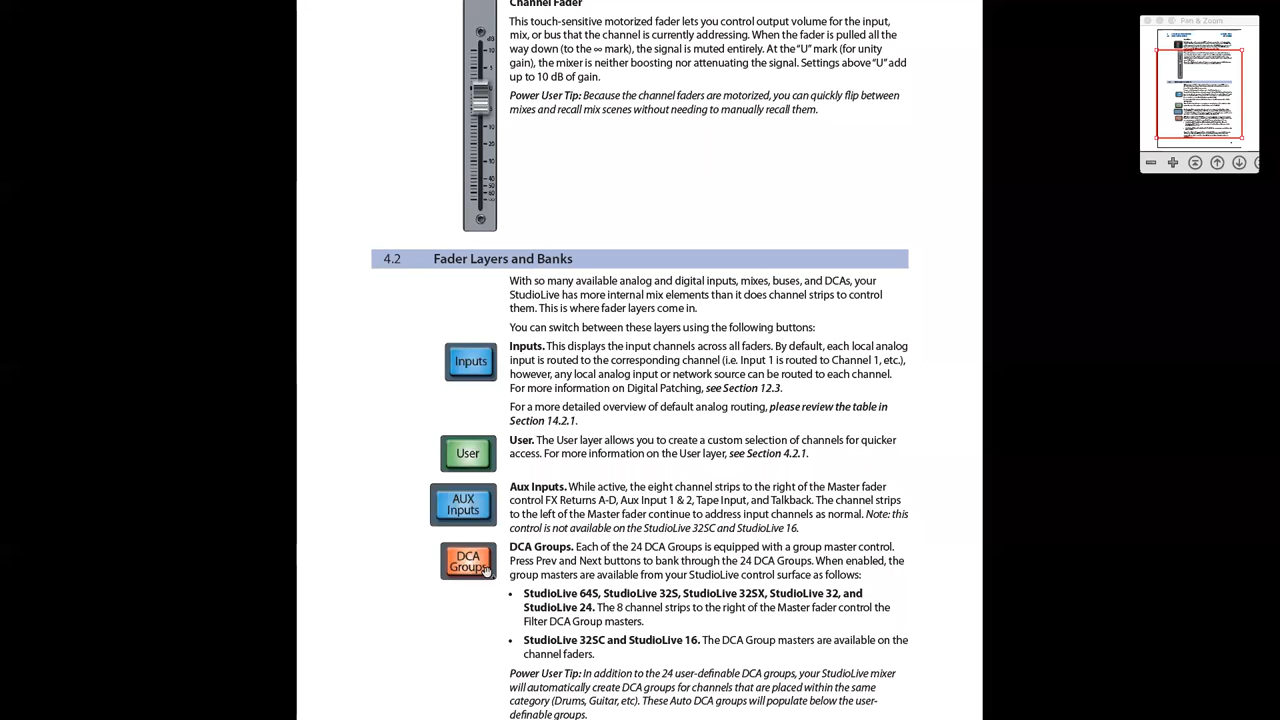 Channel Fader
This touch-sensitive motorized fader lets you control output volume for the input,
mix, or bus that the channel is currently addressing. When the fader is pulled all the
way down (to the ∞ mark), the signal is muted entirely. At the “U” mark (for unity
gain), the mixer is neither boosting nor attenuating the signal. Settings above “U” add
up to 10 dB of gain.
Power User Tip: Because the channel faders are motorized, you can quickly flip between
mixes and recall mix scenes without needing to manually recall them.
Pan & Zoom
4.2 Fader Layers and Banks
With so many available analog and digital inputs, mixes, buses, and DCAs, your
StudioLive has more internal mix elements than it does channel strips to control
them. This is where fader layers come in.
You can switch between these layers using the following buttons:
Inputs
Inputs. This displays the input channels across all faders. By default, each local analog
input is routed to the corresponding channel (i.e. Input 1 is routed to Channel 1, etc.),
however, any local analog input or network source can be routed to each channel.
For more information on Digital Patching, see Section 12.3.
For a more detailed overview of default analog routing, please review the table in
Section 14.2.1.
User
User. The User layer allows you to create a custom selection of channels for quicker
access. For more information on the User layer, see Section 4.2.1.
AUX
Inputs
Aux Inputs. While active, the eight channel strips to the right of the Master fader
control FX Returns A-D, Aux Input 1 & 2, Tape Input, and Talkback. The channel strips
to the left of the Master fader continue to address input channels as normal. Note: this
control is not available on the StudioLive 32SC and StudioLive 16.
DCA
Groups
DCA Groups. Each of the 24 DCA Groups is equipped with a group master control.
Press Prev and Next buttons to bank through the 24 DCA Groups. When enabled, the
group masters are available from your StudioLive control surface as follows:
• StudioLive 64S, StudioLive 32S, StudioLive 32SX, StudioLive 32, and
StudioLive 24. The 8 channel strips to the right of the Master fader control the
Filter DCA Group masters.
• StudioLive 32SC and StudioLive 16. The DCA Group masters are available on the
channel faders.
Power User Tip: In addition to the 24 user-definable DCA groups, your StudioLive mixer
will automatically create DCA groups for channels that are placed within the same
category (Drums, Guitar, etc). These Auto DCA groups will populate below the user-
definable groups.